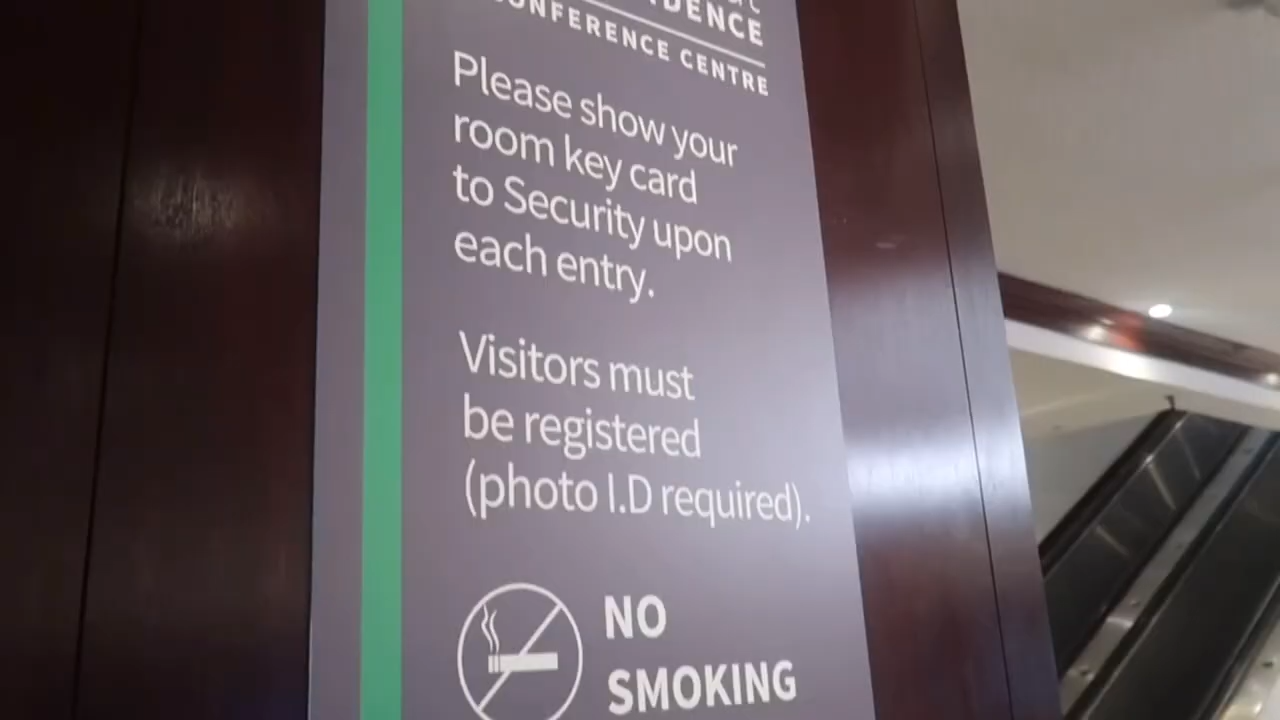 CONFERENCE CENTRE
Please show your
room key card
to Security upon
each entry.
Visitors must
be registered
(photo I.D required).
NO
SMOKING